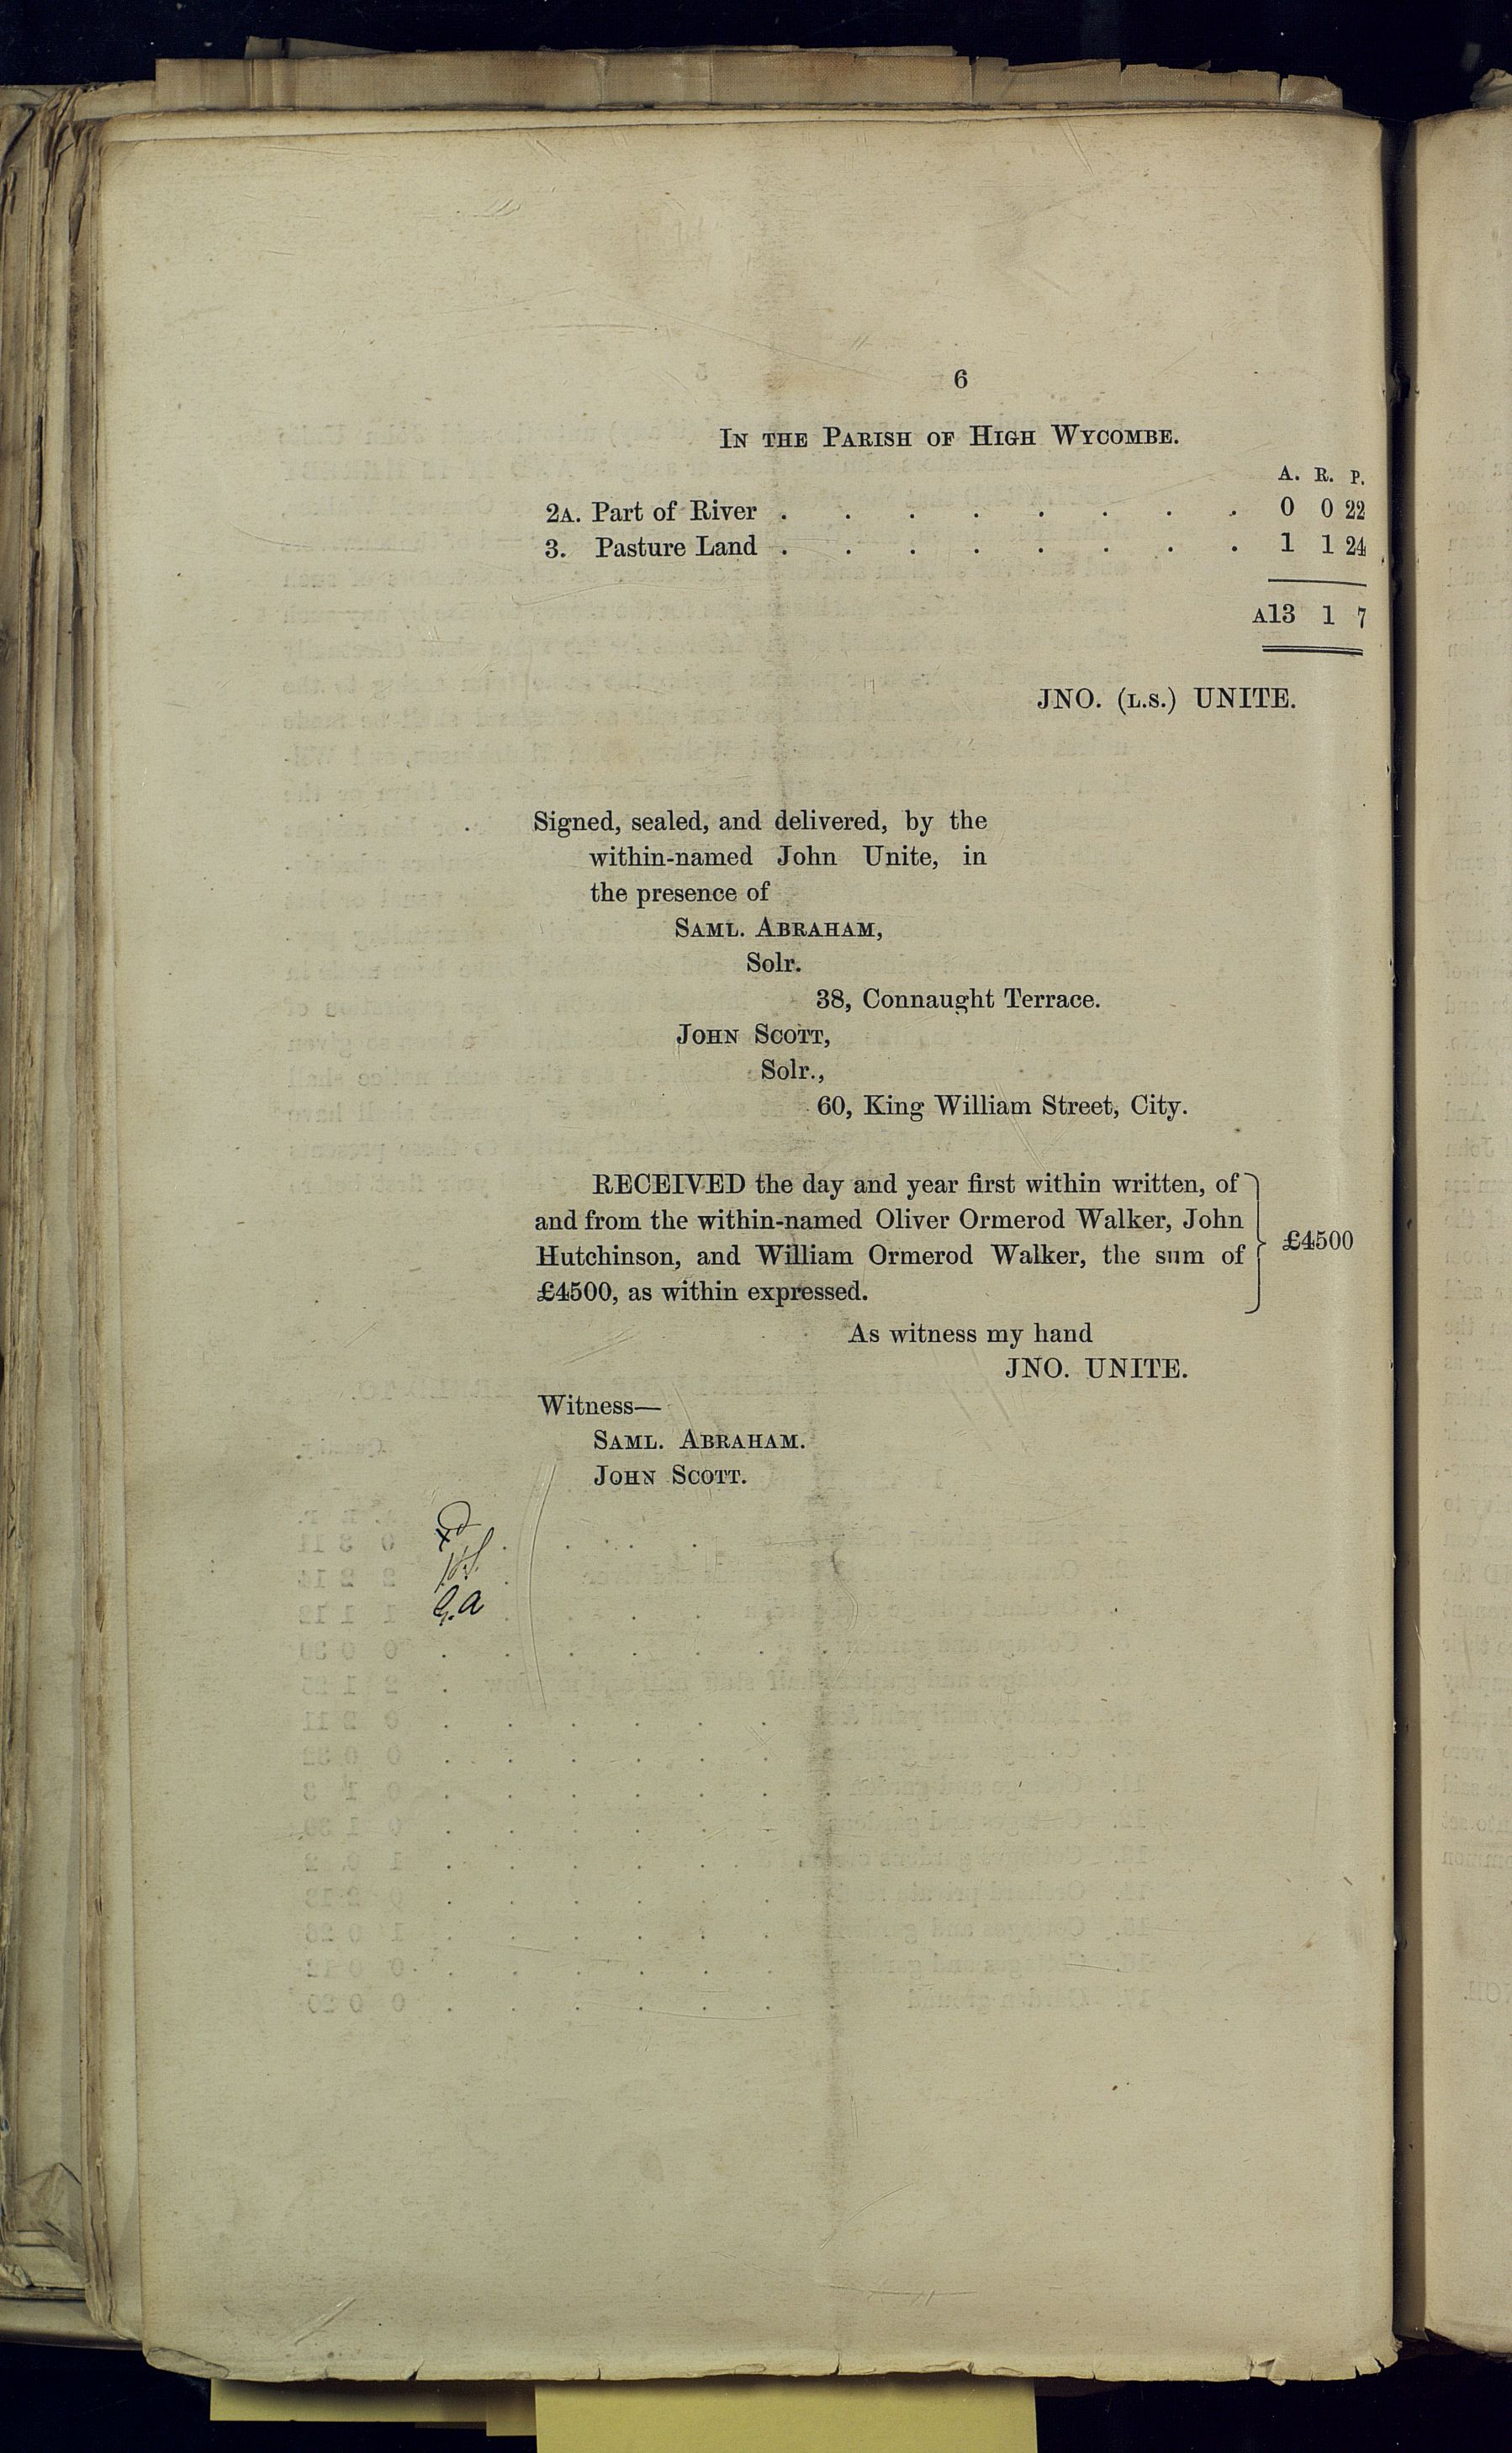 6
IN THE PARISH OF HIGH WYCOMBE.
A. R. P.
2A. Part of River . . . . . . . . 0 0 22
3. Pasture Land . . . . . . . . 1 1 24
A13 1 7
JNO. (L.S.) UNITE.
Signed, sealed, and delivered, by the
within-named John Unite, in
the presence of
SAML. ABRAHAM,
Solr.
38, Connaught Terrace.
JOHN SCOTT,
Solr.,
60, King William Street, City.
RECEIVED the day and year first within written, of
and from the within-named Oliver Ormerod Walker, John
Hutchinson, and William Ormerod Walker, the sum of
£4500, as within expressed.
£4500
As witness my hand
JNO. UNITE.
Witness—
SAML. ABRAHAM.
JOHN SCOTT.